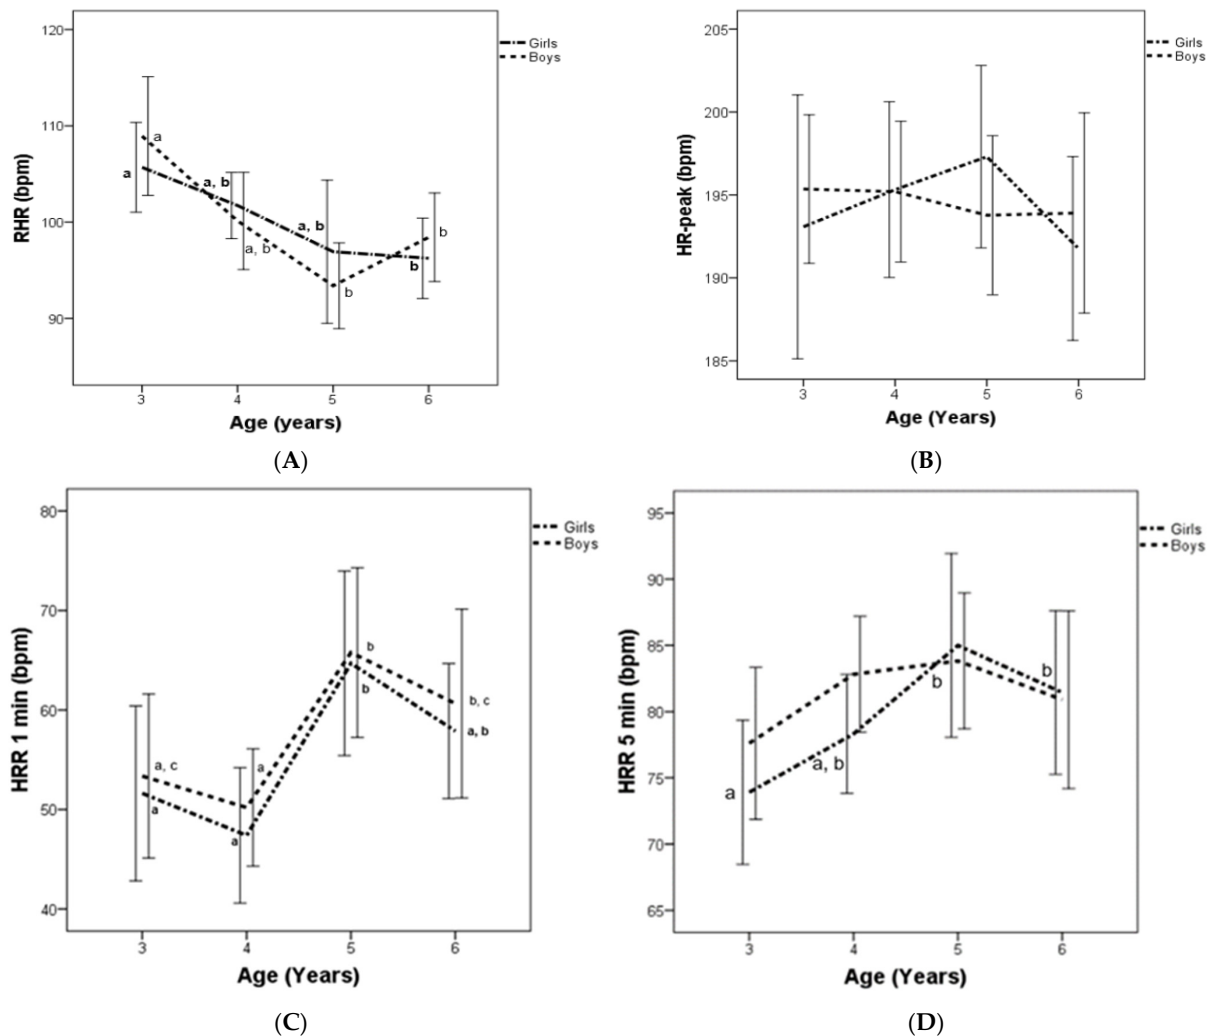 120
Girls
Boys
110
RHR (bpm)
100
90
a
a
a, b
a, b
a, b
b
b
b
3 4 5 6
Age (years)
(A)
205
Girls
Boys
200
HR-peak (bpm)
195
190
185
3 4 5 6
Age (Years)
(B)
80
Girls
Boys
70
HRR 1 min (bpm)
60
50
40
a, c
a
a
a
b
b
b, c
a, b
3 4 5 6
Age (Years)
(C)
95
Girls
Boys
90
85
HRR 5 min (bpm)
80
75
70
65
a
a, b
b
b
3 4 5 6
Age (Years)
(D)